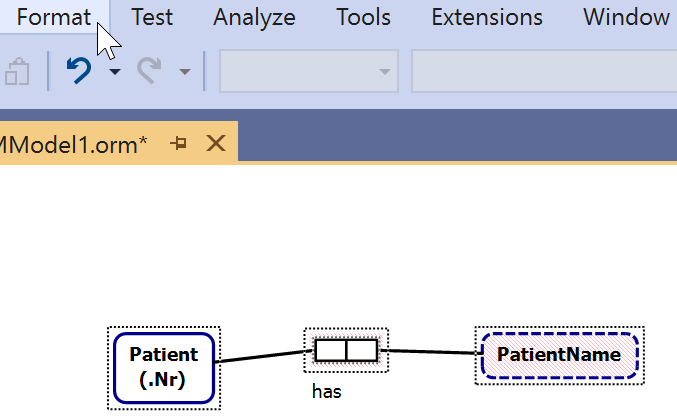 Format Test Analyze Tools Extensions Window
MModel1.orm*
Patient
(.Nr)
has
PatientName